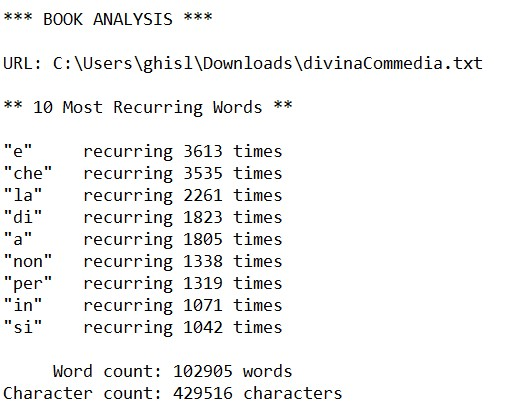 *** BOOK ANALYSIS ***
URL: C:\Users\ghisl\Downloads\divinaCommedia.txt
** 10 Most Recurring Words **
"e" recurring 3613 times
"che" recurring 3535 times
"la" recurring 2261 times
"di" recurring 1823 times
"a" recurring 1805 times
"non" recurring 1338 times
"per" recurring 1319 times
"in" recurring 1071 times
"si" recurring 1042 times
Word count: 102905 words
Character count: 429516 characters